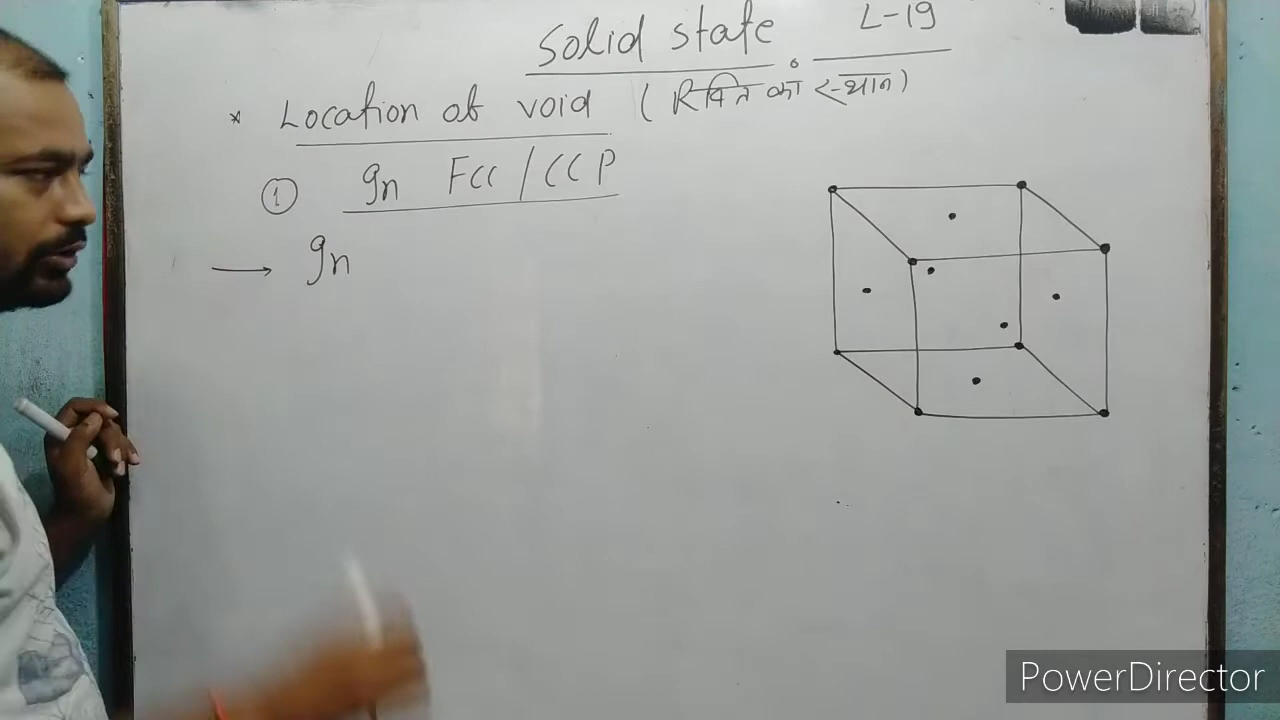 Solid state . L-19
* Location of void (रिक्ति का स्थान)
① In FCC/CCP
→ In
PowerDirector